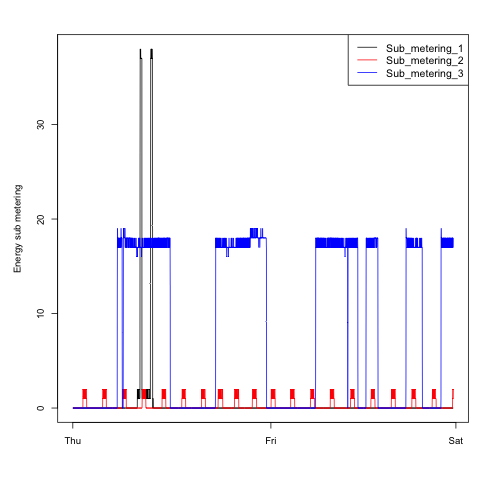 Sub_metering_1
Sub_metering_2
Sub_metering_3
Energy sub metering
30
20
10
0
Thu
Fri
Sat